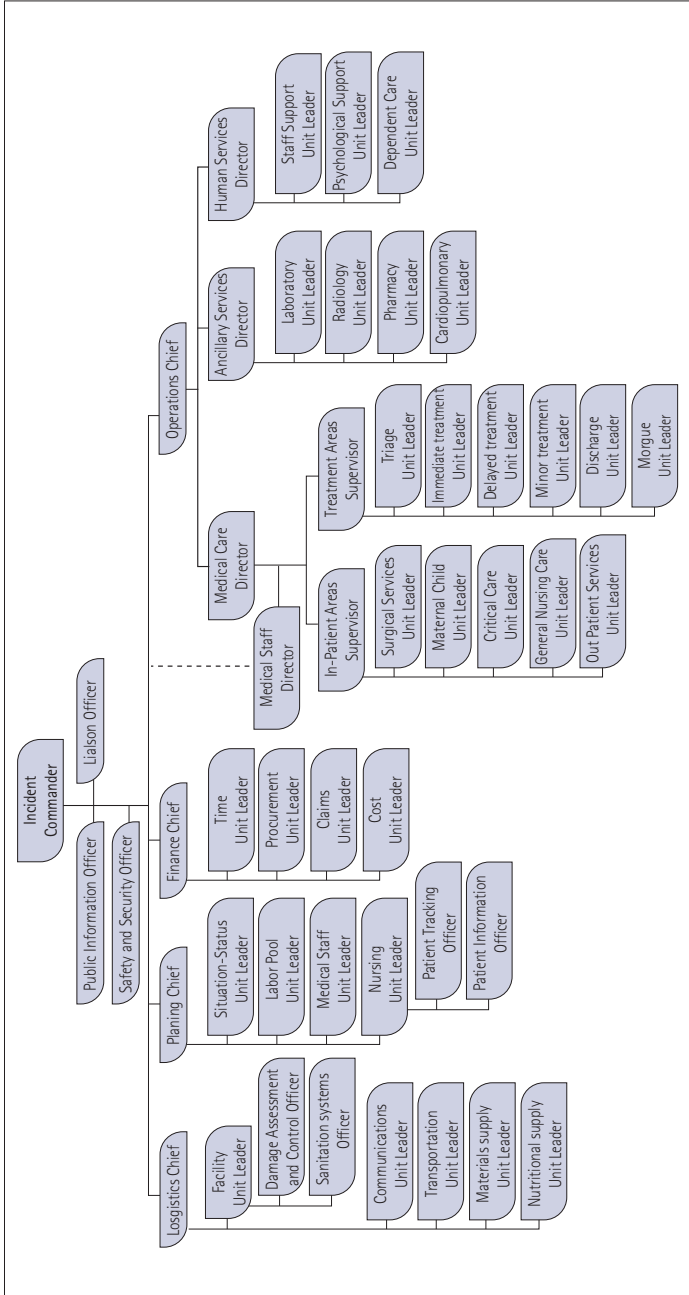 Incident
Commander
Public Information Officer
Lialson Officer
Safety and Security Officer
Losgistics Chief
Facility
Unit Leader
Damage Assessment
and Control Officer
Sanitation systems
Officer
Communications
Unit Leader
Transportation
Unit Leader
Materials supply
Unit Leader
Nutritional supply
Unit Leader
Planing Chief
Situation-Status
Unit Leader
Labor Pool
Unit Leader
Medical Staff
Unit Leader
Nursing
Unit Leader
Patient Tracking
Officer
Patient Information
Officer
Finance Chief
Time
Unit Leader
Procurement
Unit Leader
Claims
Unit Leader
Cost
Unit Leader
Operations Chief
Medical Care
Director
Medical Staff
Director
In-Patient Areas
Supervisor
Surgical Services
Unit Leader
Maternal Child
Unit Leader
Critical Care
Unit Leader
General Nursing Care
Unit Leader
Out Patient Services
Unit Leader
Treatment Areas
Supervisor
Triage
Unit Leader
Immediate treatment
Unit Leader
Delayed treatment
Unit Leader
Minor treatment
Unit Leader
Discharge
Unit Leader
Morgue
Unit Leader
Ancillary Services
Director
Laboratory
Unit Leader
Radiology
Unit Leader
Pharmacy
Unit Leader
Cardiopulmonary
Unit Leader
Human Services
Director
Staff Support
Unit Leader
Psychological Support
Unit Leader
Dependent Care
Unit Leader